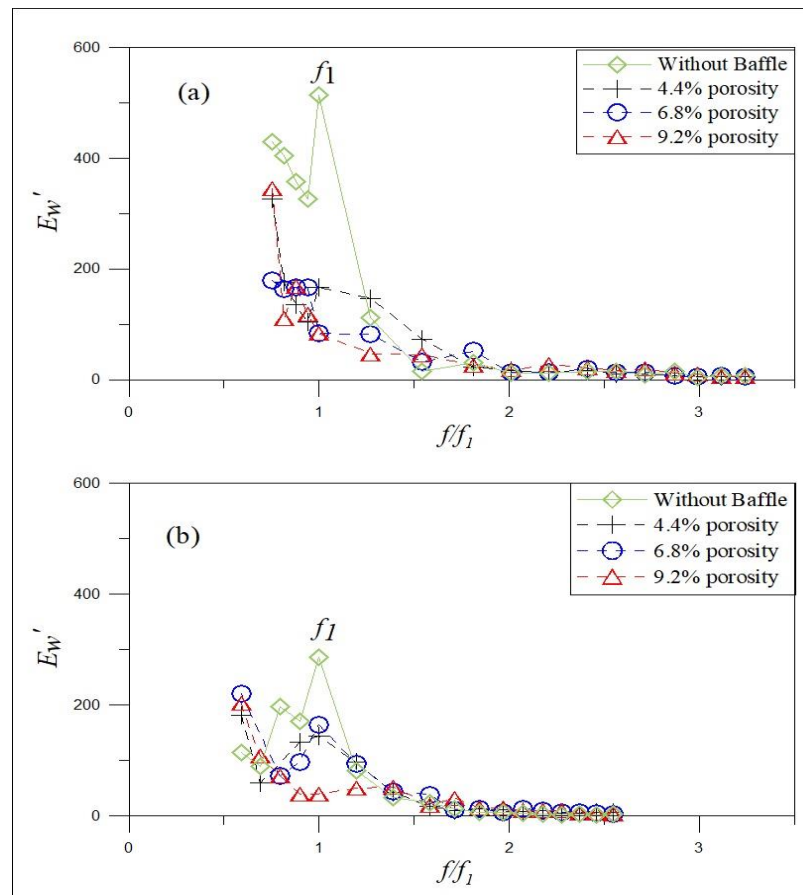 600
(a)
f1
Without Baffle
4.4% porosity
6.8% porosity
9.2% porosity
400
Ew'
200
0
0
1
2
3
f/f1
600
(b)
Without Baffle
4.4% porosity
6.8% porosity
9.2% porosity
400
f1
Ew'
200
0
0
1
2
3
f/f1